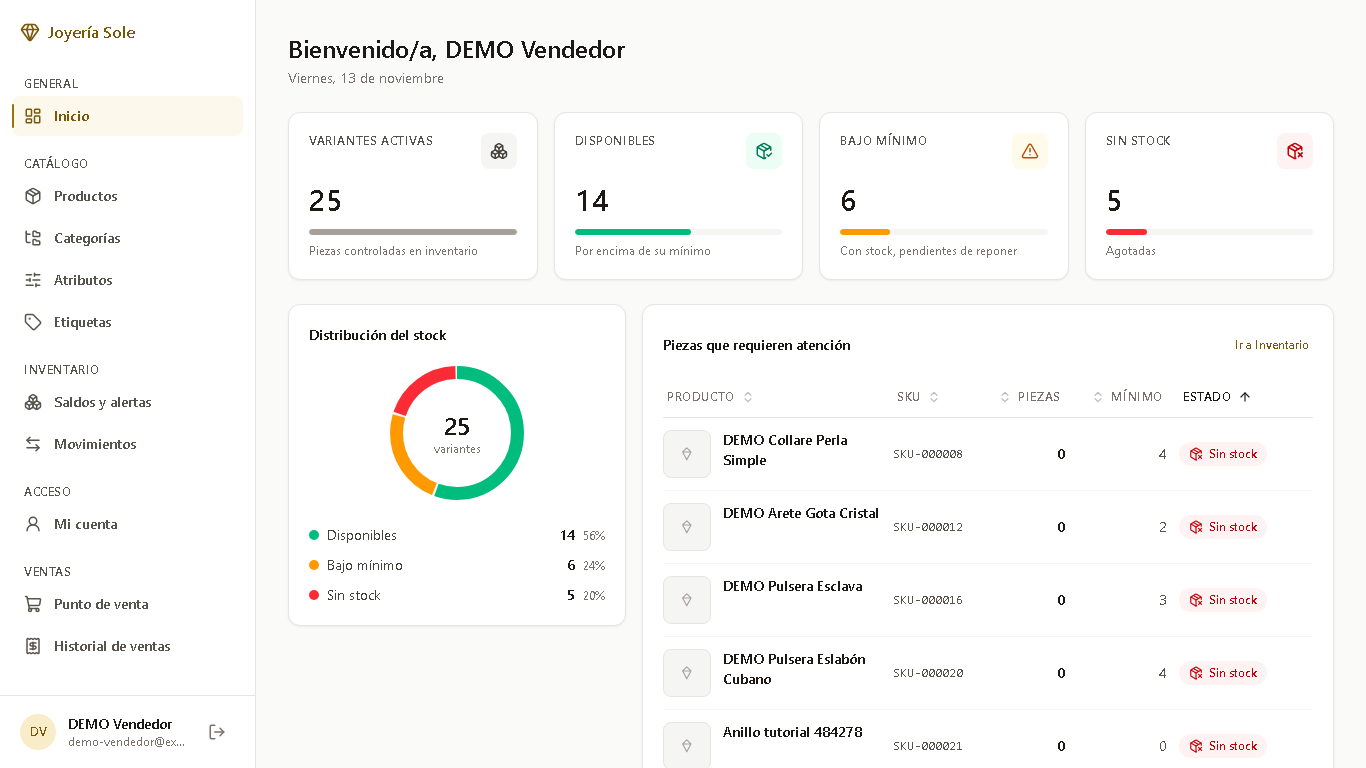 Joyería Sole
GENERAL
Inicio
CATÁLOGO
Productos
Categorías
Atributos
Etiquetas
INVENTARIO
Saldos y alertas
Movimientos
ACCESO
Mi cuenta
VENTAS
Punto de venta
Historial de ventas
DV
DEMO Vendedor
demo-vendedor@ex...
Bienvenido/a, DEMO Vendedor
Viernes, 13 de noviembre
VARIANTES ACTIVAS
25
Piezas controladas en inventario
DISPONIBLES
14
Por encima de su mínimo
BAJO MÍNIMO
6
Con stock, pendientes de reponer
SIN STOCK
5
Agotadas
Distribución del stock
25
variantes
Disponibles 14 56%
Bajo mínimo 6 24%
Sin stock 5 20%
Piezas que requieren atención
Ir a Inventario
PRODUCTO SKU PIEZAS MÍNIMO ESTADO
DEMO Collare Perla
Simple
SKU-000008 0 4 Sin stock
DEMO Arete Gota Cristal
SKU-000012 0 2 Sin stock
DEMO Pulsera Esclava
SKU-000016 0 3 Sin stock
DEMO Pulsera Eslabón
Cubano
SKU-000020 0 4 Sin stock
Anillo tutorial 484278
SKU-000021 0 0 Sin stock